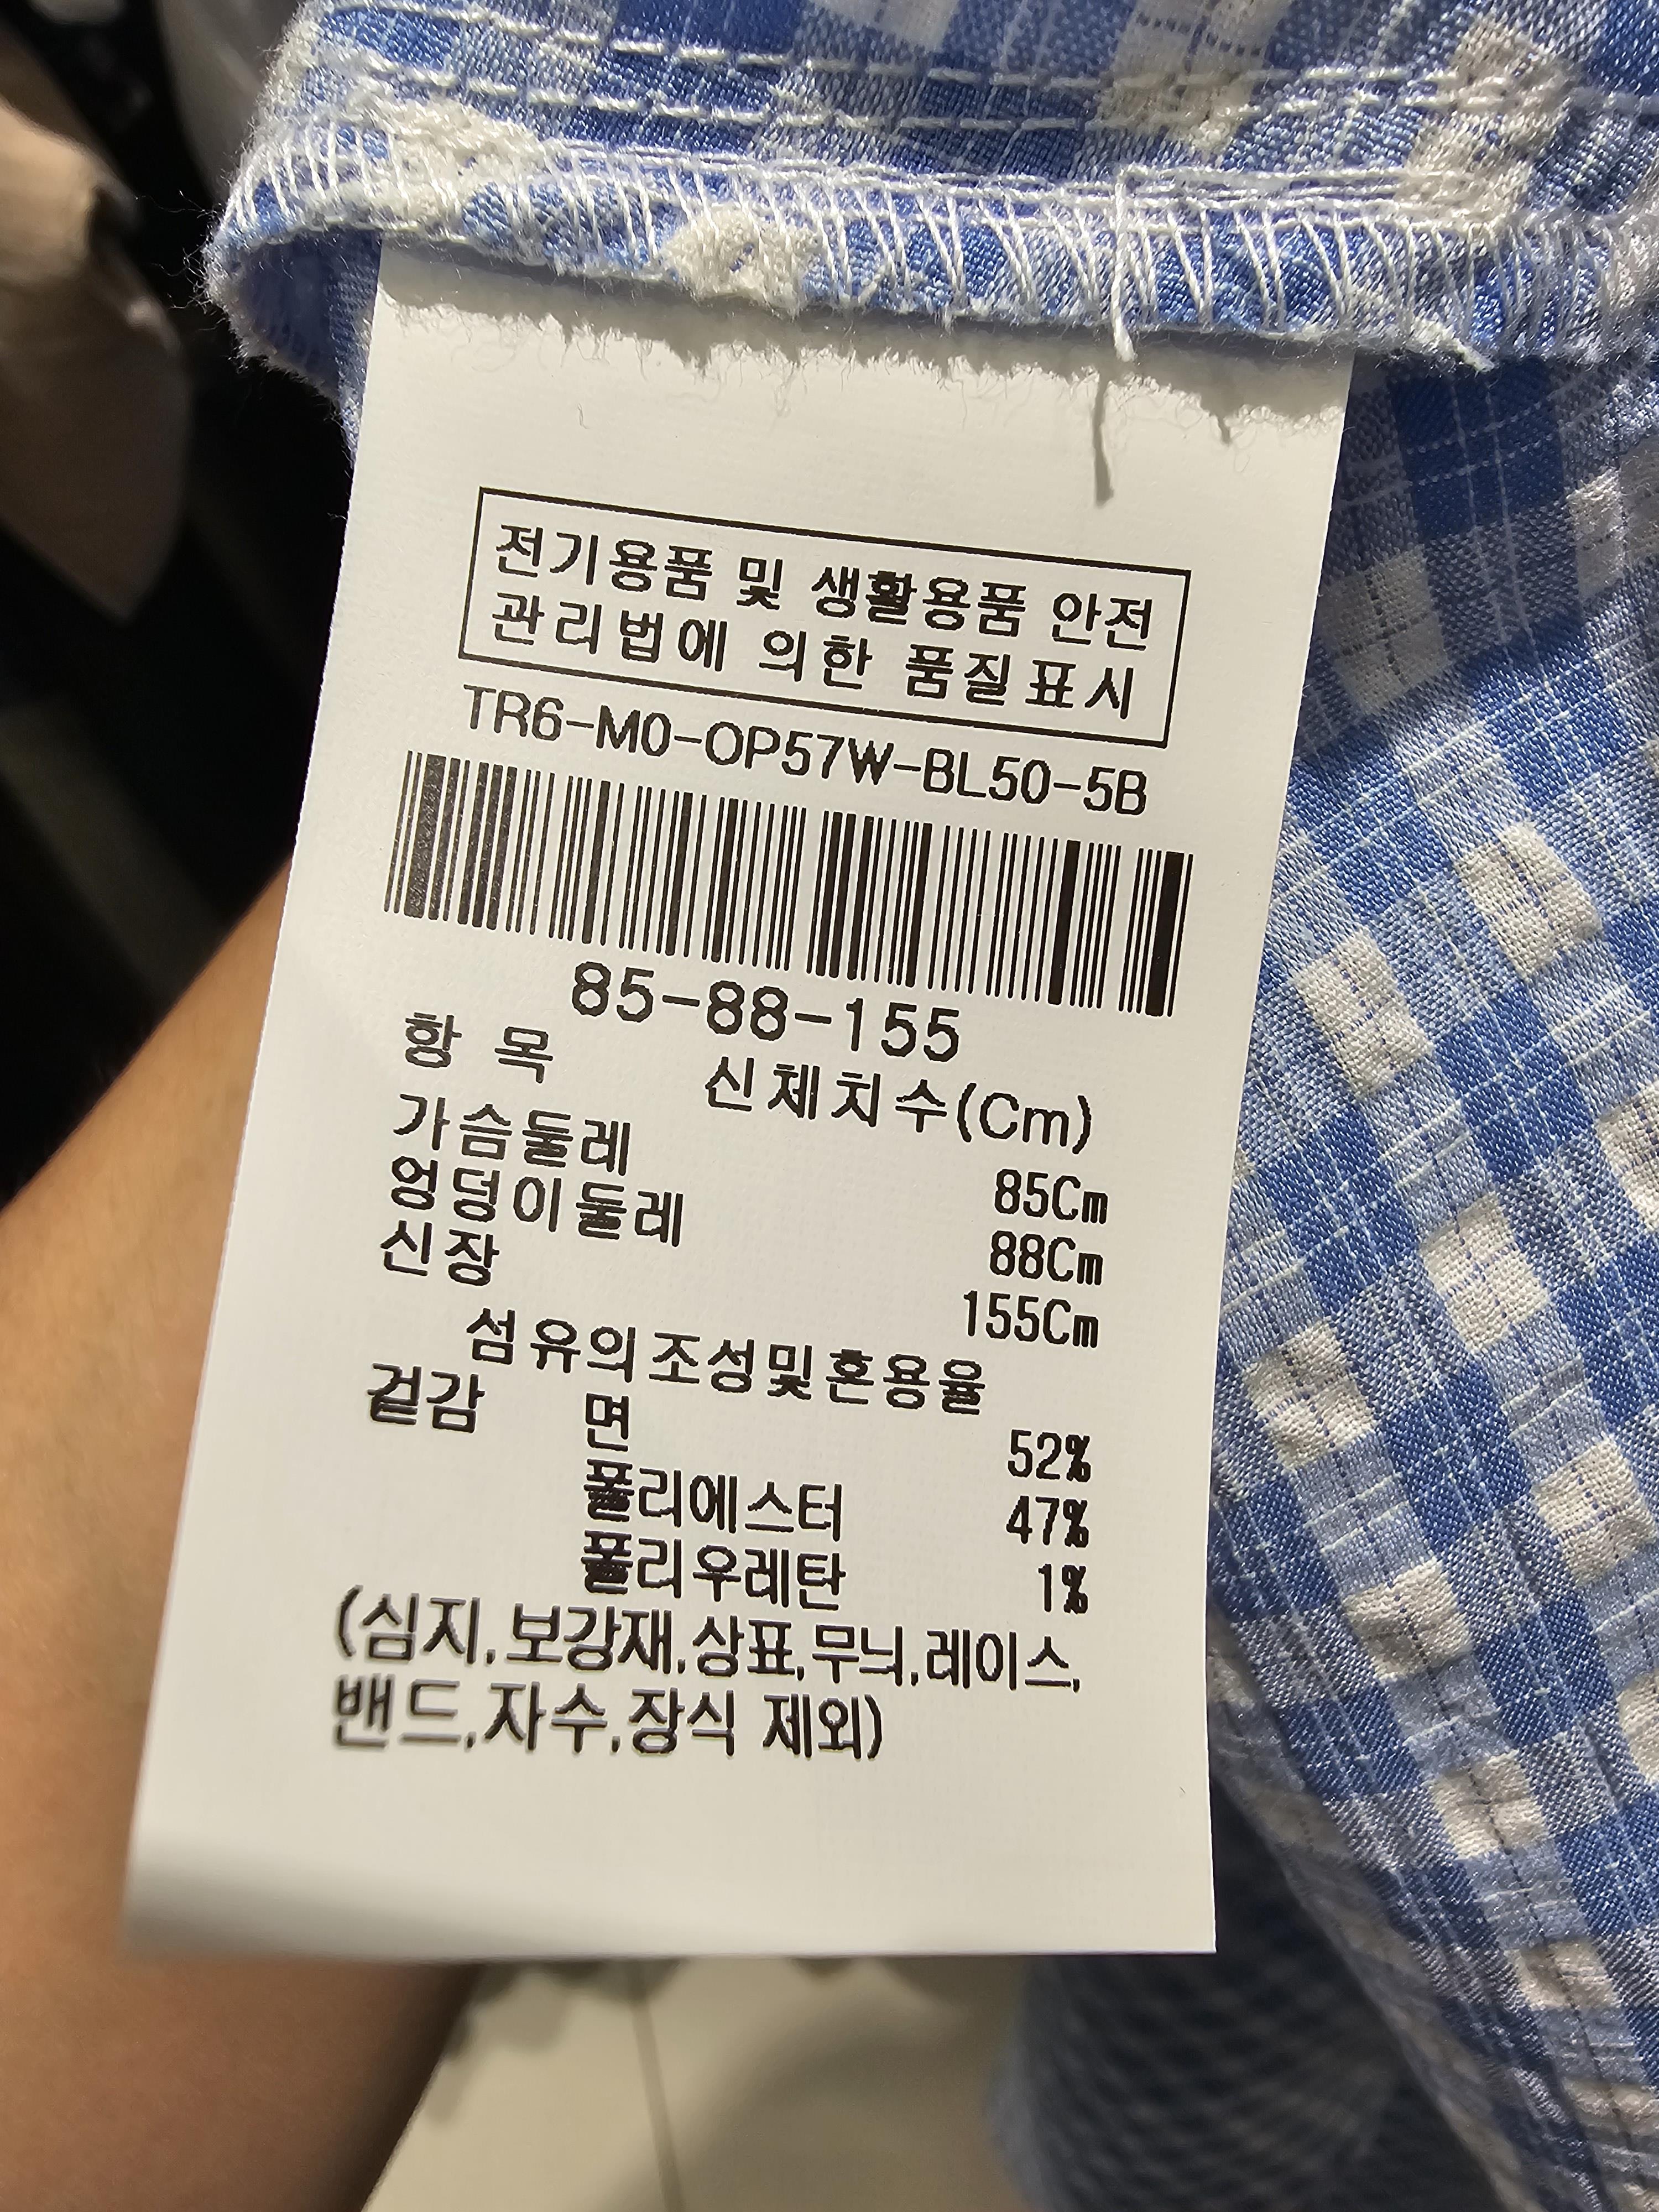 전기용품 및 생활용품 안전
관리법에 의한 품질표시
TR6-M0-OP57W-BL50-5B
85-88-155
항 목 신체치수(Cm)
가슴둘레 85Cm
엉덩이둘레 88Cm
신장 155Cm
섬유의조성및혼용율
겉감 면 52%
폴리에스터 47%
폴리우레탄 1%
(심지,보강재,상표,무늬,레이스,
밴드,자수,장식 제외)